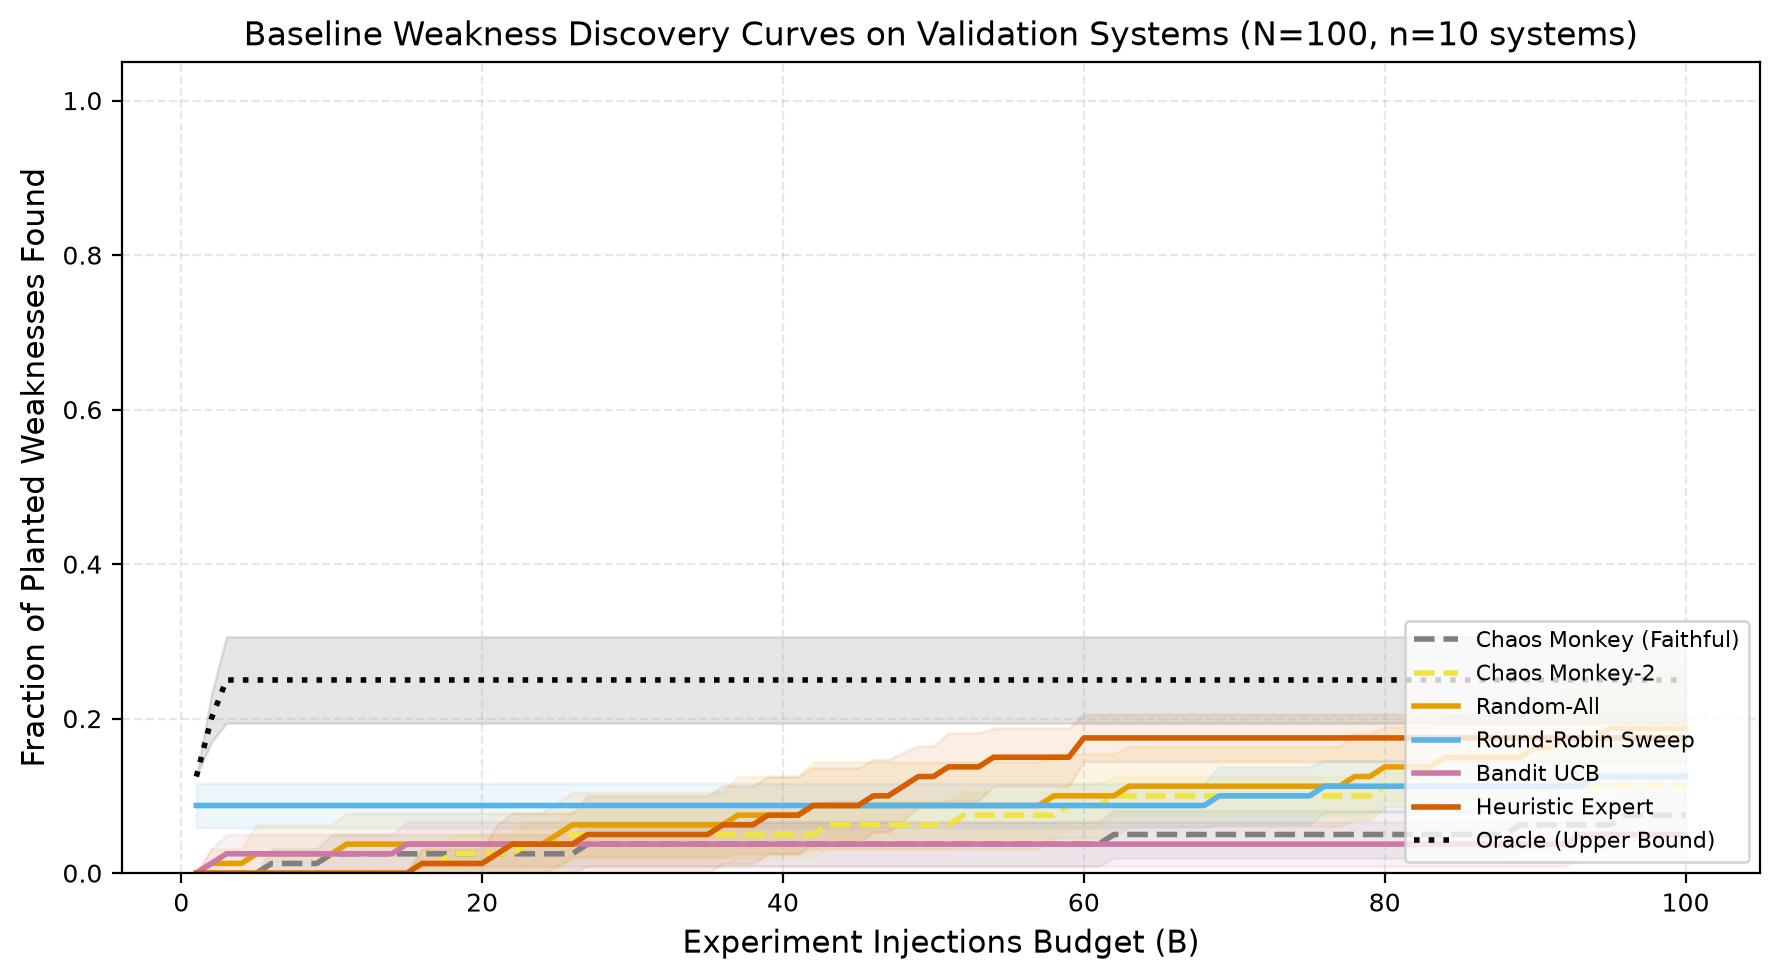 Baseline Weakness Discovery Curves on Validation Systems (N=100, n=10 systems)
Fraction of Planted Weaknesses Found
1.0
0.8
0.6
0.4
0.2
0.0
Chaos Monkey (Faithful)
Chaos Monkey-2
Random-All
Round-Robin Sweep
Bandit UCB
Heuristic Expert
Oracle (Upper Bound)
0 20 40 60 80 100
Experiment Injections Budget (B)